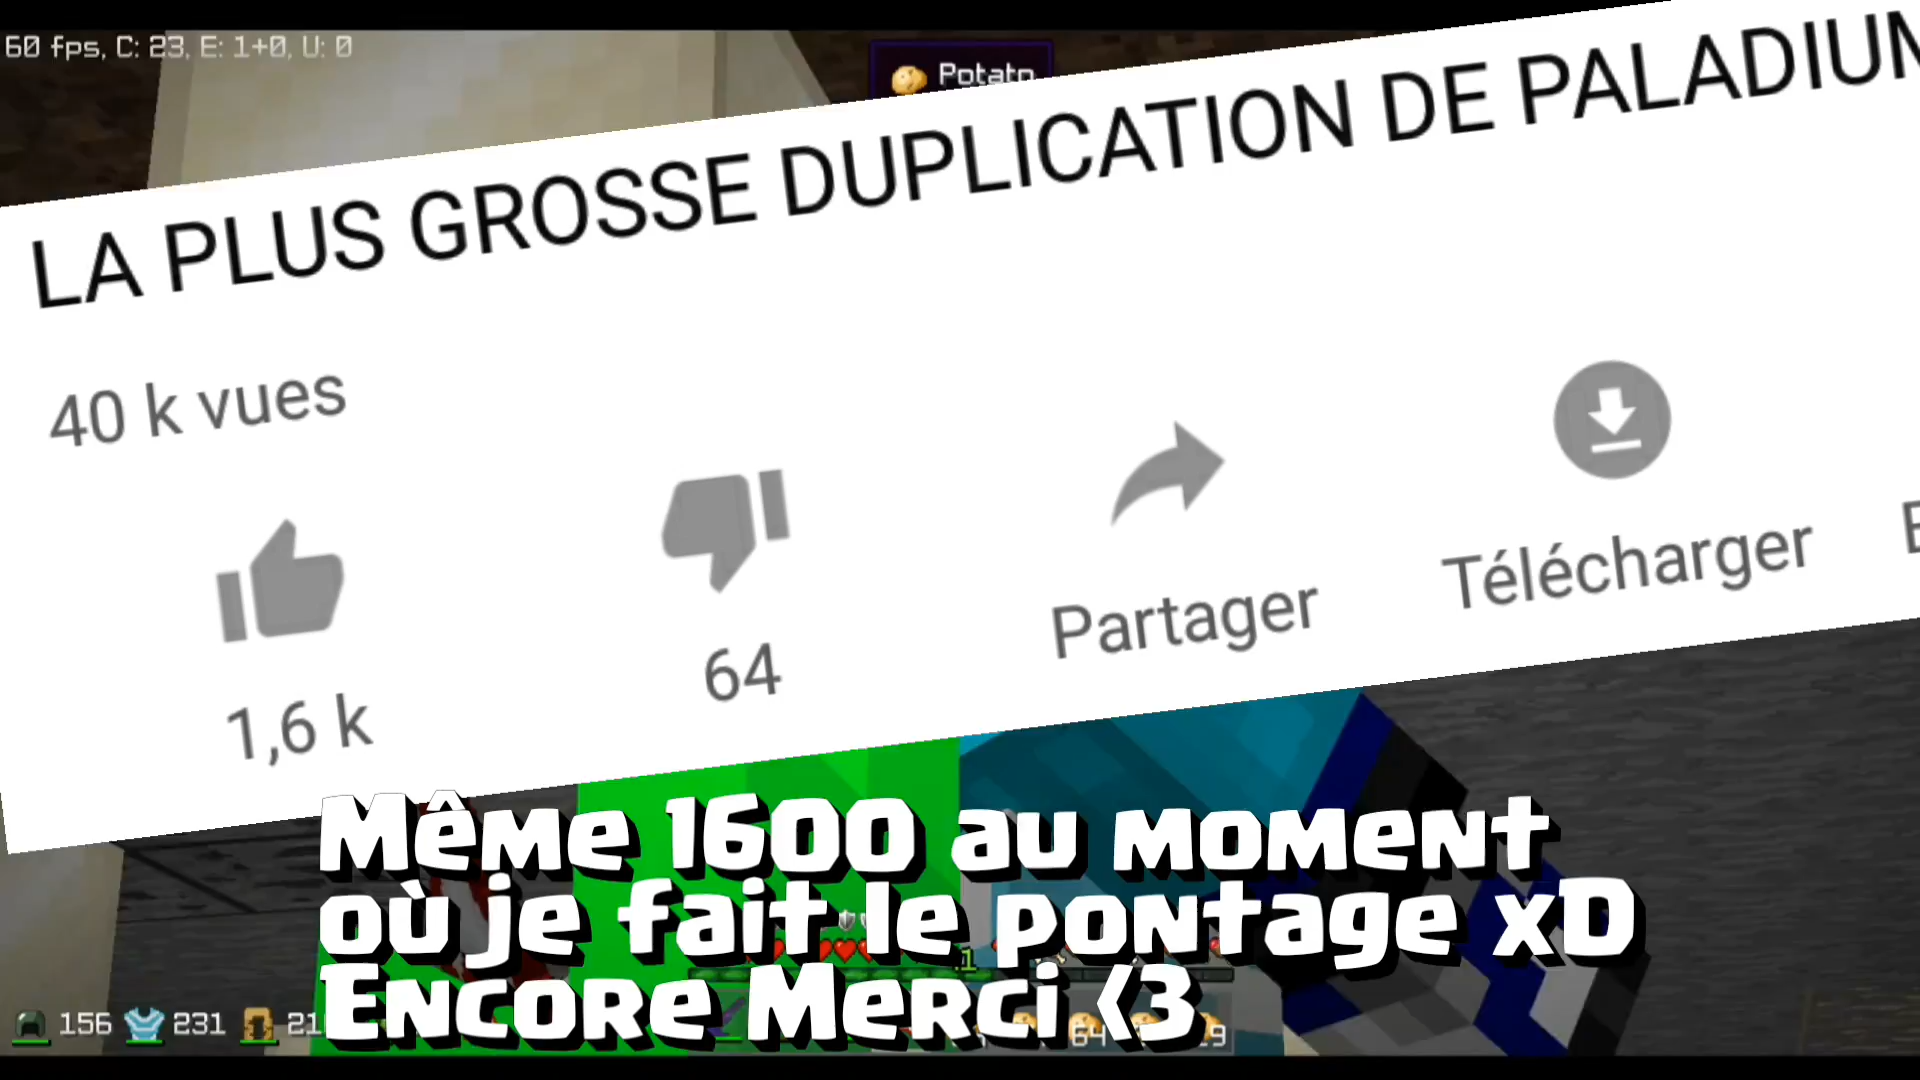 60 fps, C: 23, E: 1+0, U: 0
Potato
LA PLUS GROSSE DUPLICATION DE PALADIUM
40 k vues
1,6 k
64
Partager
Télécharger
Même 1600 au moment
où je fait le pontage xD
Encore Merci <3
156
231
64